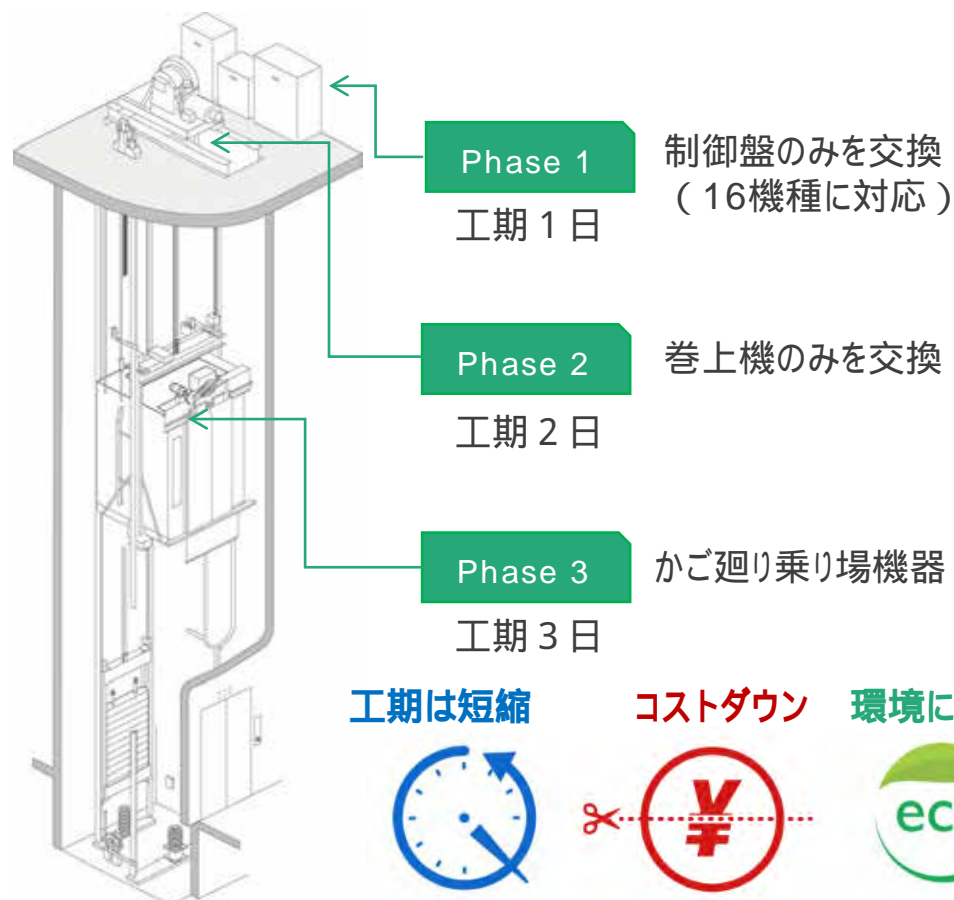 Phase 1
制御盤のみを交換
（16機種に対応）
工期1日
Phase 2
巻上機のみを交換
工期2日
Phase 3
かご廻り乗り場機器
工期3日
工期は短縮
コストダウン
環境に
¥
ec